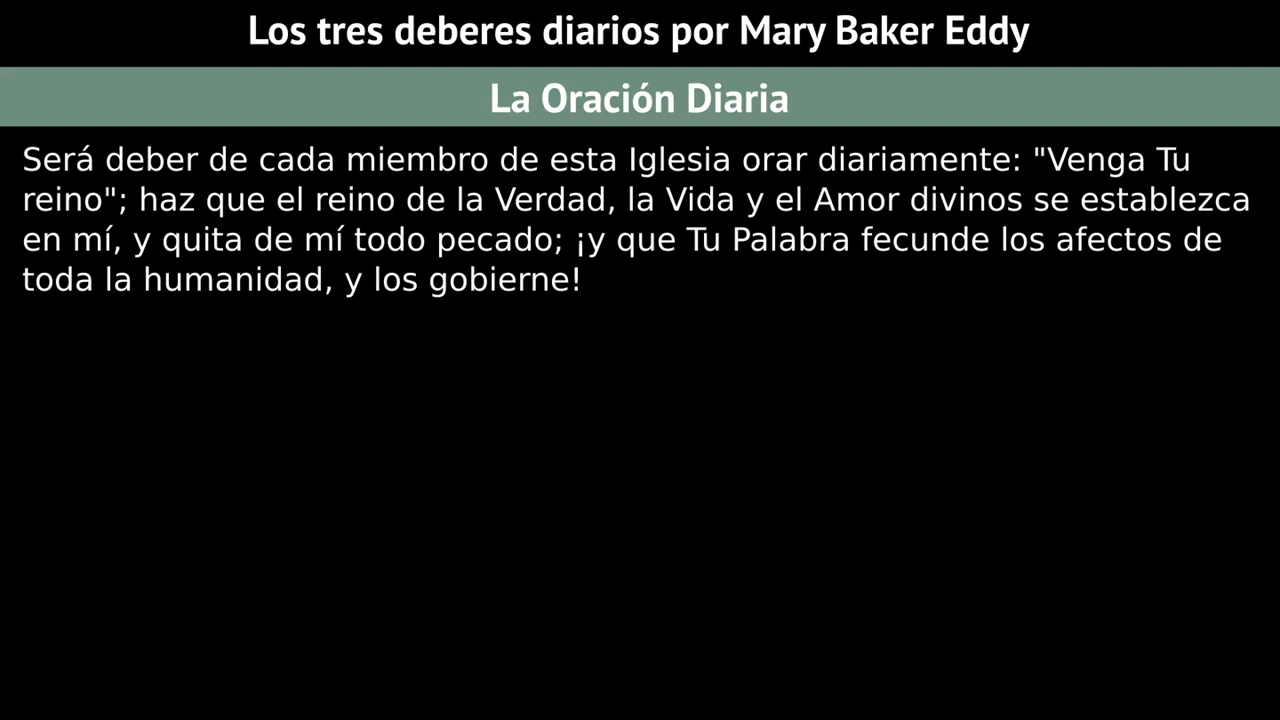 Los tres deberes diarios por Mary Baker Eddy
La Oración Diaria
Será deber de cada miembro de esta Iglesia orar diariamente: "Venga Tu
reino"; haz que el reino de la Verdad, la Vida y el Amor divinos se establezca
en mí, y quita de mí todo pecado; ¡y que Tu Palabra fecunde los afectos de
toda la humanidad, y los gobierne!